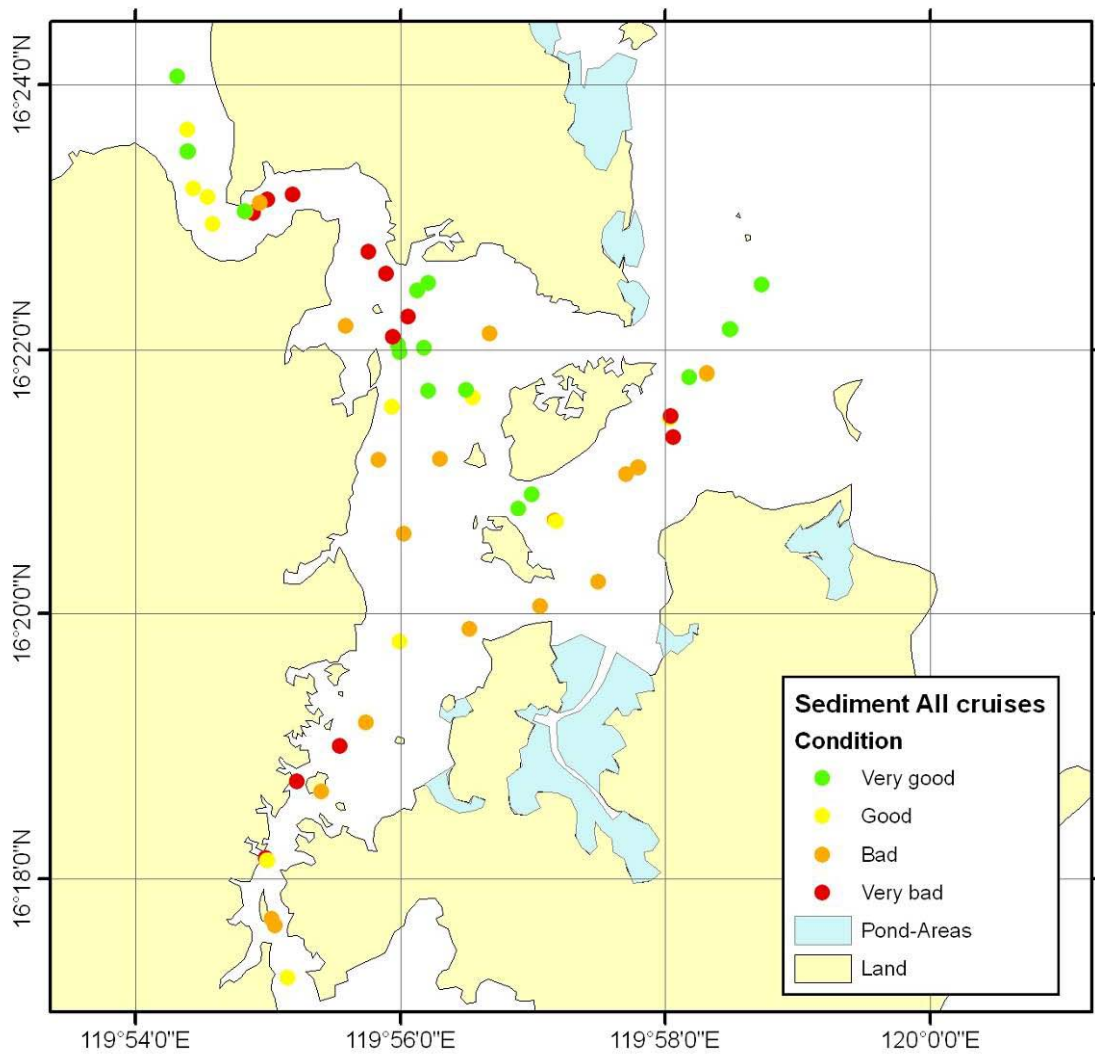 16°24'0"N
16°22'0"N
16°20'0"N
16°18'0"N
Sediment All cruises
Condition
Very good
Good
Bad
Very bad
Pond-Areas
Land
119°54'0"E
119°56'0"E
119°58'0"E
120°0'0"E